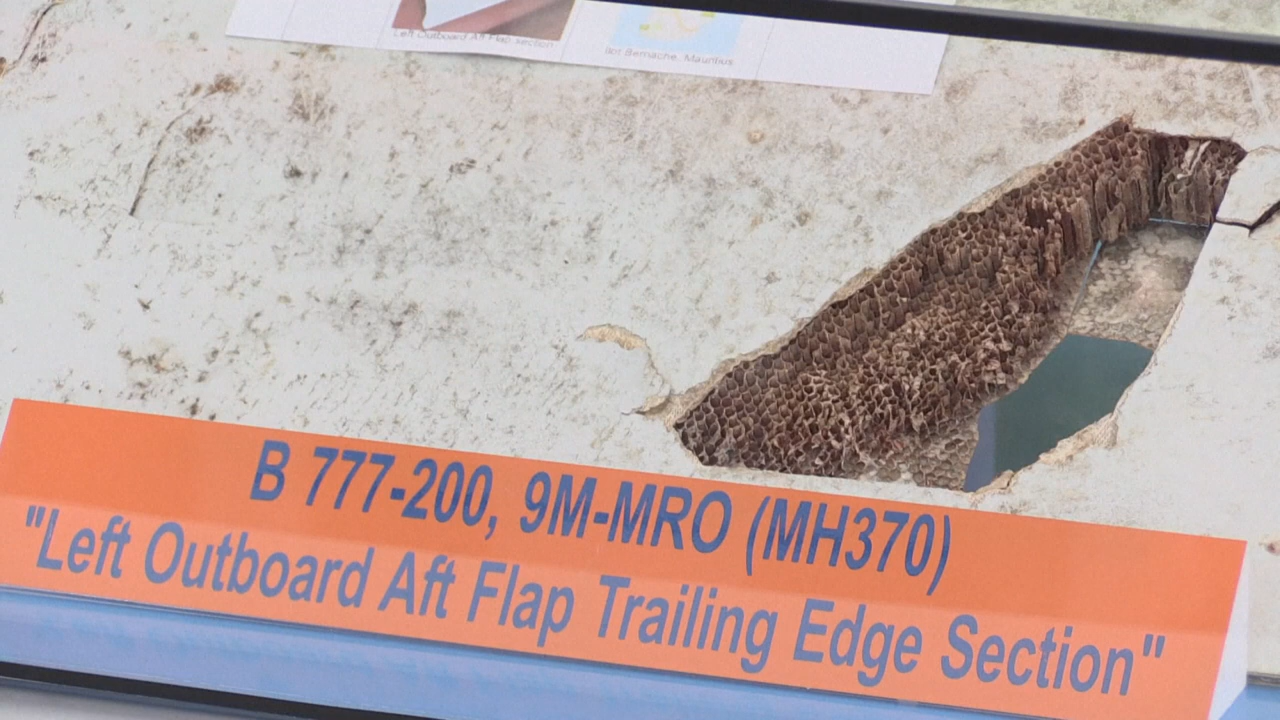 Left Outboard Aft Flap section
Ilot Bernache, Mauritius
B 777-200, 9M-MRO (MH370)
"Left Outboard Aft Flap Trailing Edge Section"